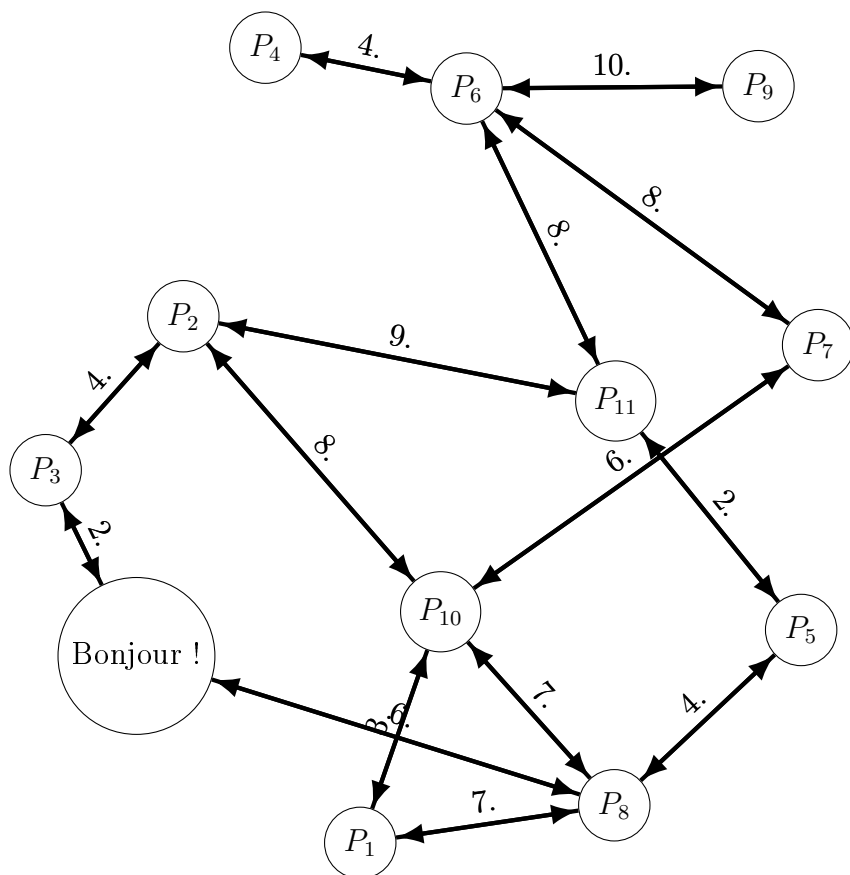 P₄
4.
P₆
10.
P₉
8.
8.
P₂
9.
P₇
4.
P₁₁
8.
6.
P₃
2.
2.
P₁₀
P₅
Bonjour !
7.
4.
3.
6.
7.
P₈
P₁